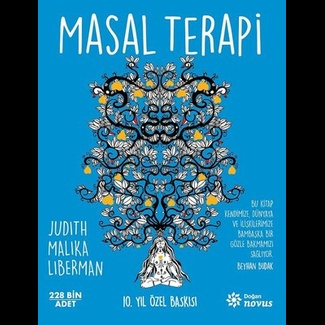 MASAL TERAPİ
JUDITH
MALIKA
LIBERMAN
BU KİTAP
KENDİMİZE, DÜNYAYA
VE İLİŞKİLERİMİZE
BAMBAŞKA BİR
GÖZLE BAKMAMIZI
SAĞLIYOR.
BEYHAN BUDAK
228 BİN
ADET
10. YIL ÖZEL BASKISI
Doğan
novus